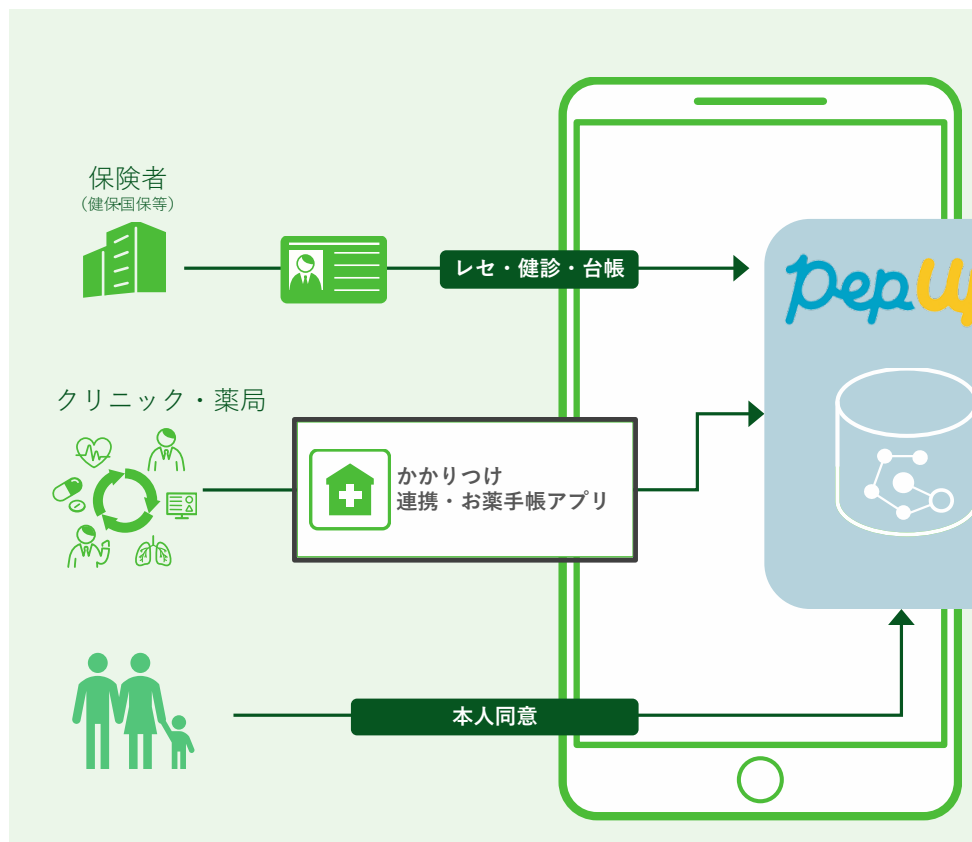 保険者
（健保国保等）
レセ・健診・台帳
pepup
クリニック・薬局
かかりつけ
連携・お薬手帳アプリ
本人同意